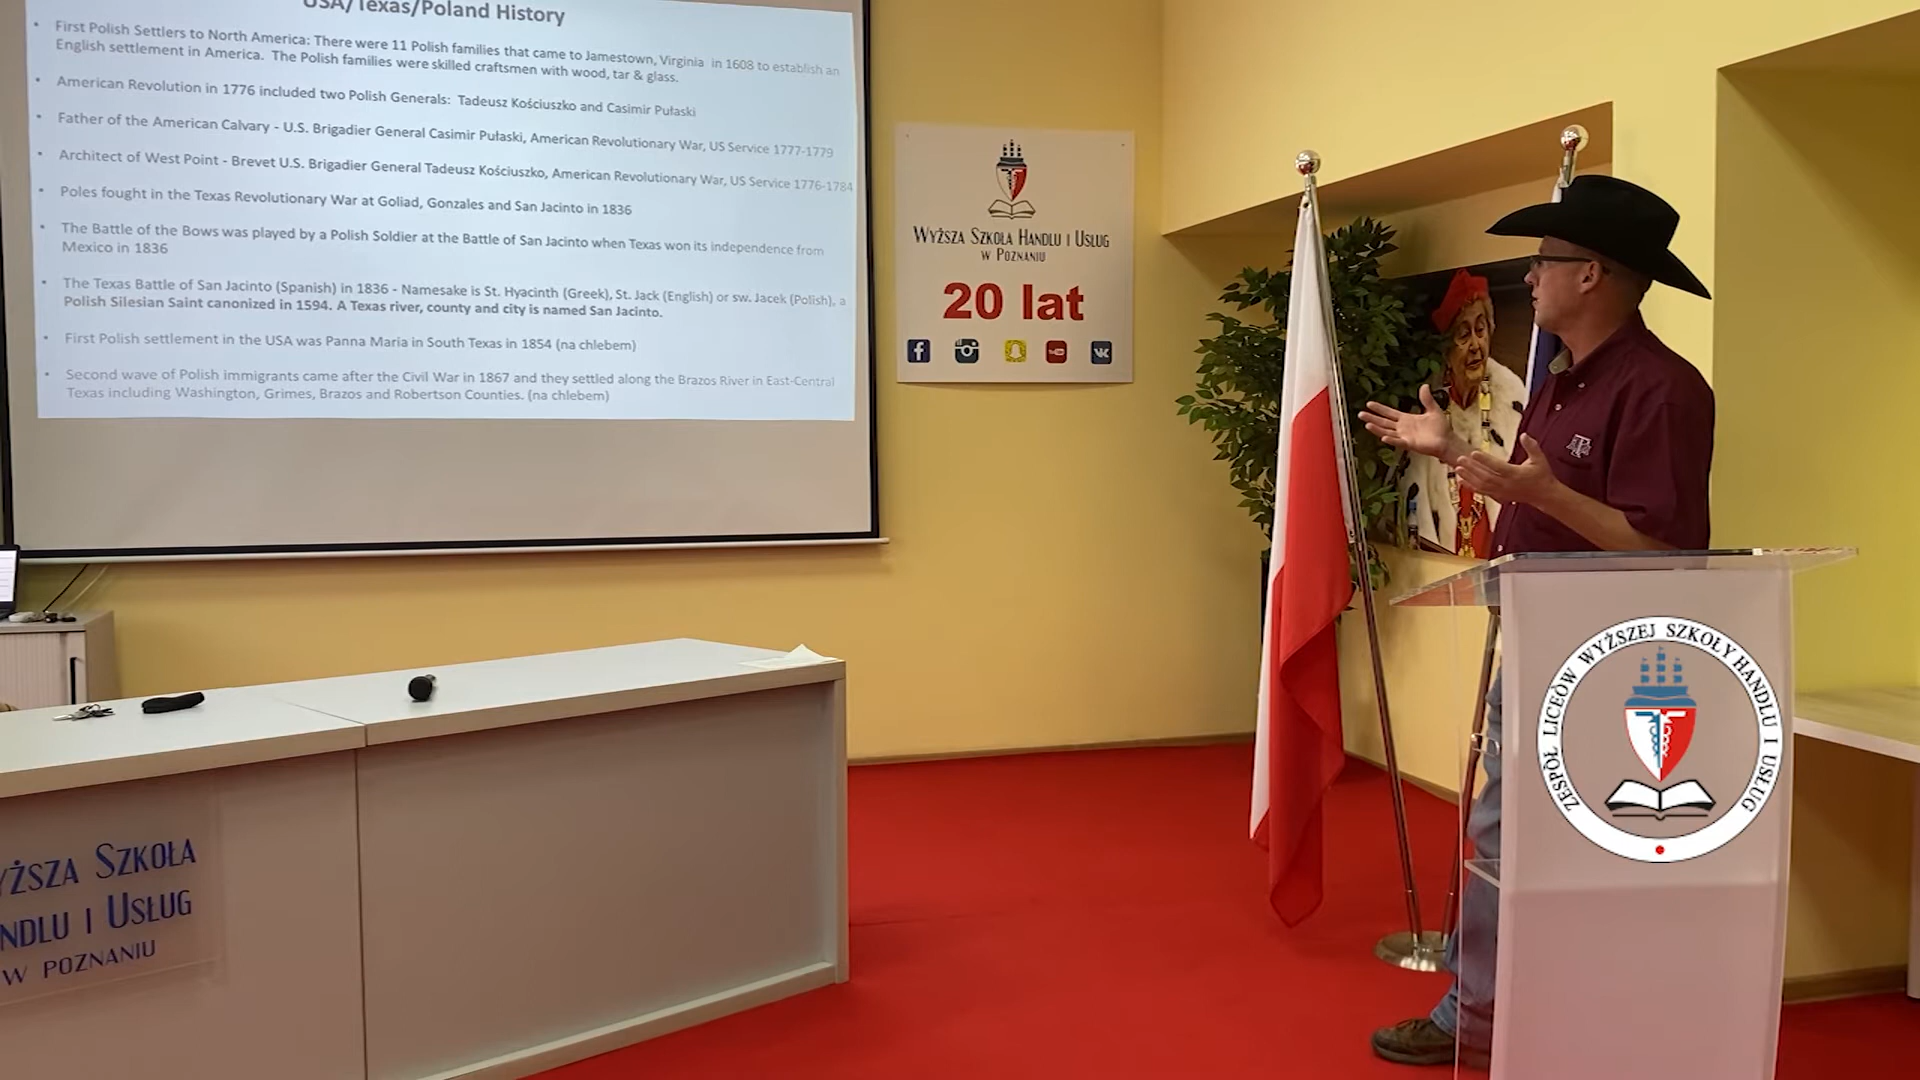 USA/Texas/Poland History
• First Polish Settlers to North America: There were 11 Polish families that came to Jamestown, Virginia in 1608 to establish an
English settlement in America. The Polish families were skilled craftsmen with wood, tar & glass.
• American Revolution in 1776 included two Polish Generals: Tadeusz Kościuszko and Casimir Pułaski
• Father of the American Calvary - U.S. Brigadier General Casimir Pułaski, American Revolutionary War, US Service 1777-1779
• Architect of West Point - Brevet U.S. Brigadier General Tadeusz Kościuszko, American Revolutionary War, US Service 1776-1784
• Poles fought in the Texas Revolutionary War at Goliad, Gonzales and San Jacinto in 1836
• The Battle of the Bows was played by a Polish Soldier at the Battle of San Jacinto when Texas won its independence from
Mexico in 1836
• The Texas Battle of San Jacinto (Spanish) in 1836 - Namesake is St. Hyacinth (Greek), St. Jack (English) or sw. Jacek (Polish), a
Polish Silesian Saint canonized in 1594. A Texas river, county and city is named San Jacinto.
• First Polish settlement in the USA was Panna Maria in South Texas in 1854 (na chlebem)
• Second wave of Polish immigrants came after the Civil War in 1867 and they settled along the Brazos River in East-Central
Texas including Washington, Grimes, Brazos and Robertson Counties. (na chlebem)
WYŻSZA SZKOŁA HANDLU I USŁUG
W POZNANIU
20 lat
ATM
ZESPÓŁ LICEÓW WYŻSZEJ SZKOŁY HANDLU I USŁUG
YŻSZA SZKOŁA
NDLU I USŁUG
W POZNANIU